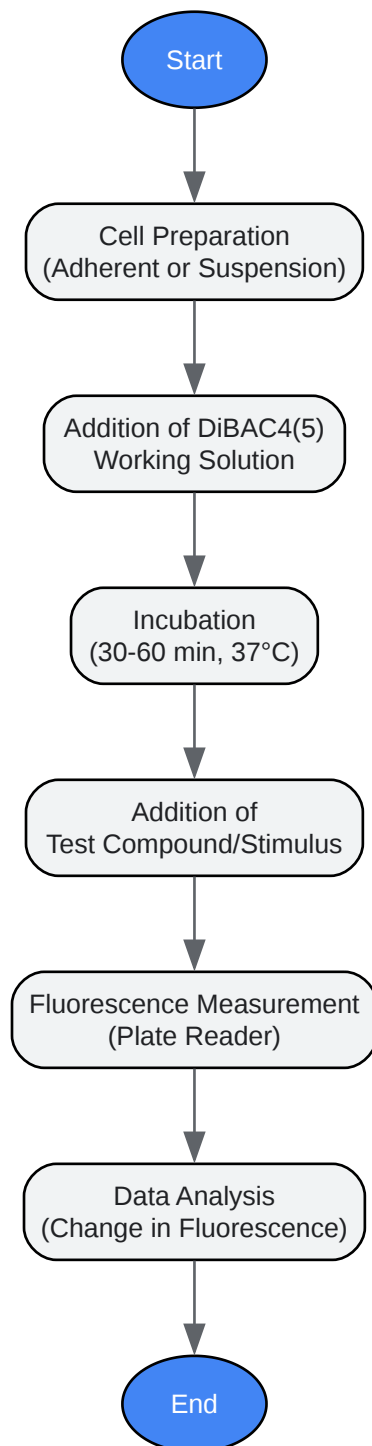 Start
Cell Preparation
(Adherent or Suspension)
Addition of DiBAC4(5)
Working Solution
Incubation
(30-60 min, 37°C)
Addition of
Test Compound/Stimulus
Fluorescence Measurement
(Plate Reader)
Data Analysis
(Change in Fluorescence)
End